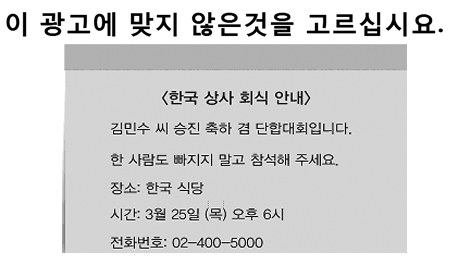 이 광고에 맞지 않은것을 고르십시요.
<한국 상사 회식 안내>
김민수 씨 승진 축하 겸 단합대회입니다.
한 사람도 빠지지 말고 참석해 주세요.
장소: 한국 식당
시간: 3월 25일 (목) 오후 6시
전화번호: 02-400-5000